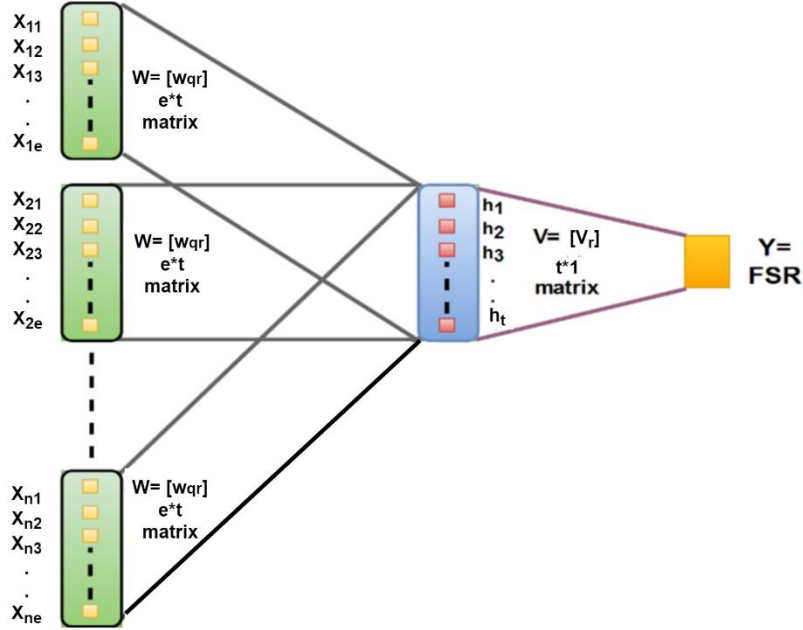 X11
X12
X13
.
.
X1e
W= [wqr]
e*t
matrix
X21
X22
X23
.
.
X2e
W= [wqr]
e*t
matrix
h1
h2
h3
.
.
ht
V= [Vr]
t*1
matrix
Y=
FSR
Xn1
Xn2
Xn3
.
.
Xne
W= [wqr]
e*t
matrix